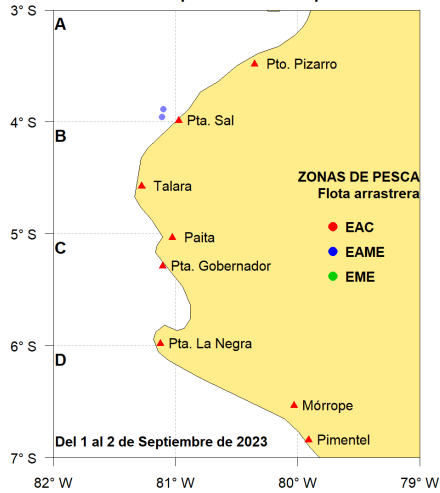 3° S
A
Pto. Pizarro
4° S
Pta. Sal
B
ZONAS DE PESCA
Talara
Flota arrastrera
EAC
5° S
Paita
C
EAME
Pta. Gobernador
EME
6° S
Pta. La Negra
D
Mórrope
Del 1 al 2 de Septiembre de 2023
Pimentel
7° S
82° W
81° W
80° W
79° W